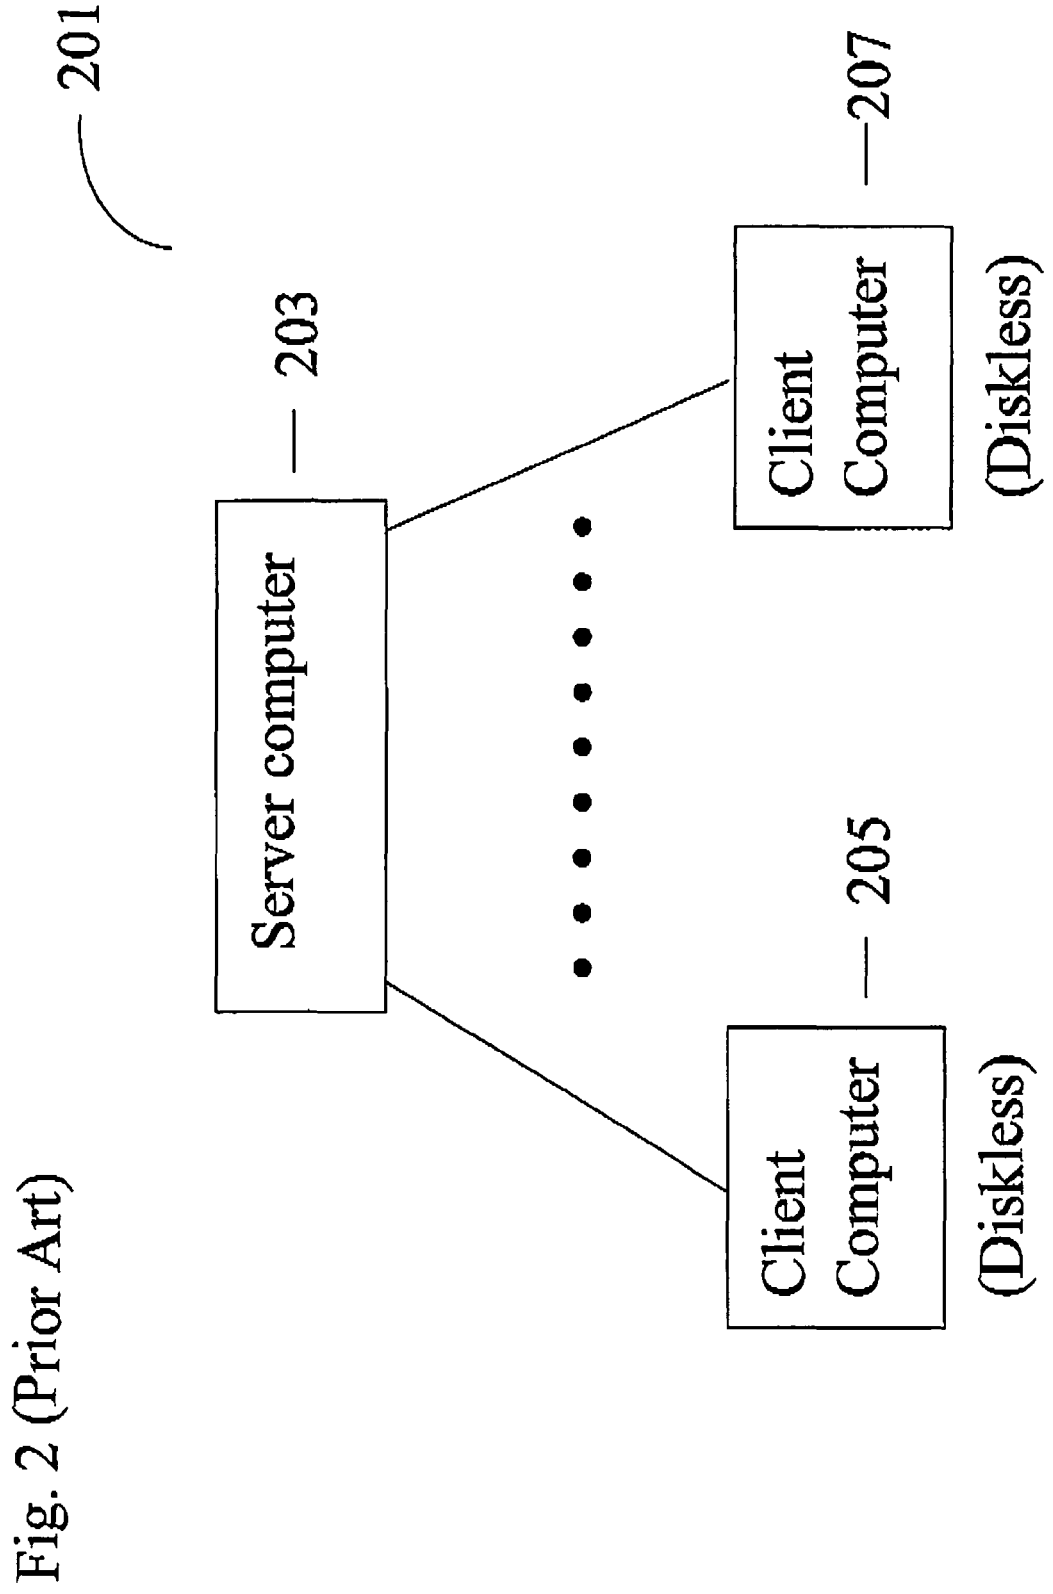 Fig. 2 (Prior Art)
201
Server computer
203
Client
Computer
205
(Diskless)
Client
Computer
207
(Diskless)